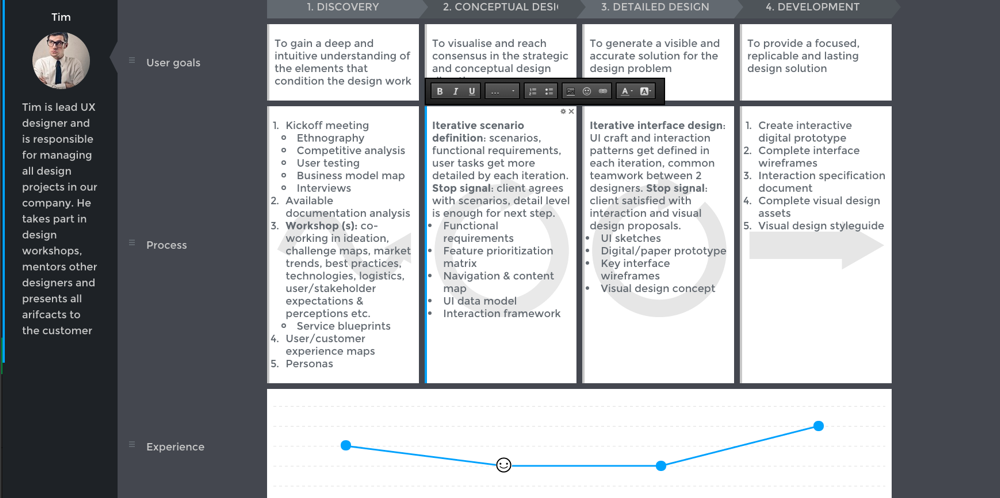 Tim
Tim is lead UX
designer and
is responsible
for managing
all design
projects in our
company. He
takes part in
design
workshops,
mentors other
designers and
presents all
arifcacts to
the customer
1. DISCOVERY
2. CONCEPTUAL DESI
3. DETAILED DESIGN
4. DEVELOPMENT
User goals
To gain a deep and
intuitive understanding of
the elements that
condition the design work
To visualise and reach
consensus in the strategic
and conceptual design
To generate a visible and
accurate solution for the
design problem
To provide a focused,
replicable and lasting
design solution
B I U ... A A
Process
1. Kickoff meeting
Ethnography
Competitive analysis
User testing
Business model map
Interviews
2. Available
documentation analysis
3. Workshop (s): co-
working in ideation,
challenge maps, market
trends, best practices,
technologies, logistics,
user/stakeholder
expectations &
perceptions etc.
Service blueprints
4. User/customer
experience maps
5. Personas
Iterative scenario
definition: scenarios,
functional requirements,
user tasks get more
detailed by each iteration.
Stop signal: client agrees
with scenarios, detail level
is enough for next step.
Functional
requirements
Feature prioritization
matrix
Navigation & content
map
UI data model
Interaction framework
Iterative interface design:
UI craft and interaction
patterns get defined in
each iteration, common
teamwork between 2
designers. Stop signal:
client satisfied with
interaction and visual
design proposals.
UI sketches
Digital/paper prototype
Key interface
wireframes
Visual design concept
1. Create interactive
digital prototype
2. Complete interface
wireframes
3. Interaction specification
document
4. Complete visual design
assets
5. Visual design styleguide
Experience